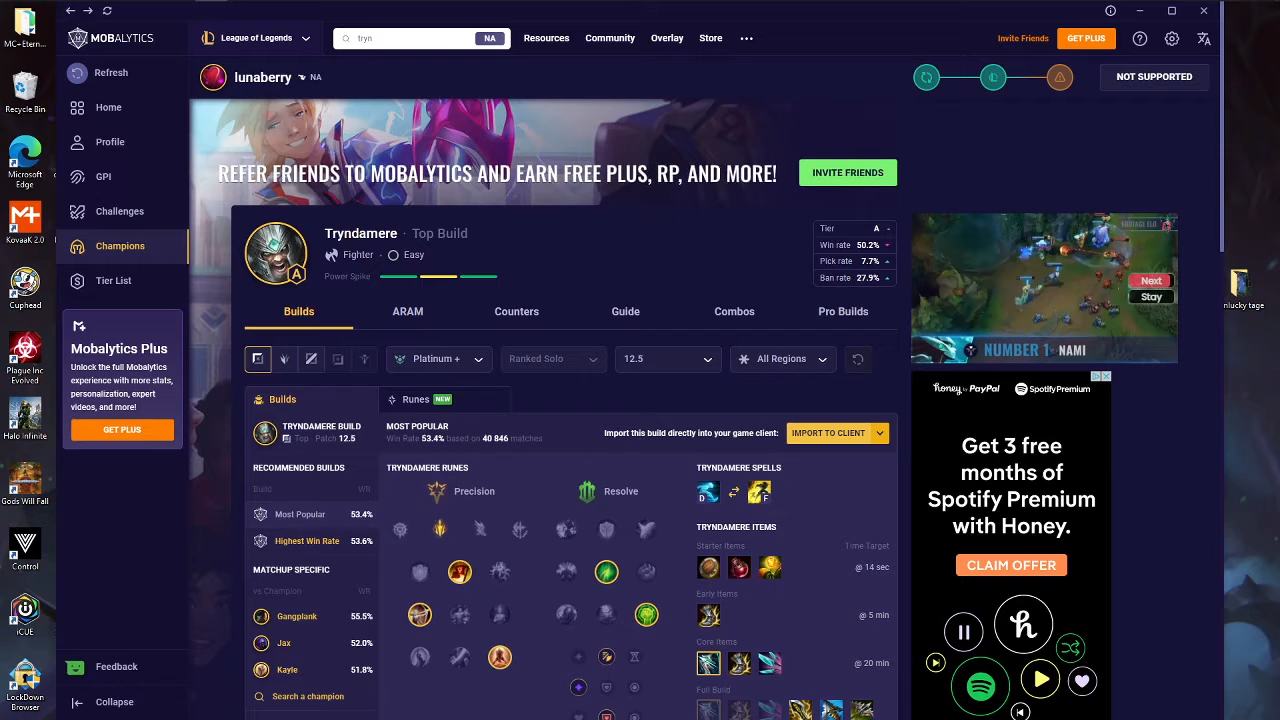 MC-Etern...
Recycle Bin
Microsoft
Edge
KovaaK 2.0
Cuphead
Plague Inc
Evolved
Halo Infinite
Gods Will Fall
Control
iCUE
LockDown
Browser
MOBALYTICS
League of Legends
tryn
NA
Resources
Community
Overlay
Store
Invite Friends
GET PLUS
Refresh
Home
Profile
GPI
Challenges
Champions
Tier List
Mobalytics Plus
Unlock the full Mobalytics
experience with more stats,
personalization, expert
videos, and more!
GET PLUS
Feedback
Collapse
lunaberry
NA
NOT SUPPORTED
REFER FRIENDS TO MOBALYTICS AND EARN FREE PLUS, RP, AND MORE!
INVITE FRIENDS
Tryndamere · Top Build
Fighter · Easy
Power Spike
A
Tier A -
Win rate 50.2%
Pick rate 7.7%
Ban rate 27.9%
Builds
ARAM
Counters
Guide
Combos
Pro Builds
Platinum +
Ranked Solo
12.5
All Regions
Builds
Runes NEW
TRYNDAMERE BUILD
Top · Patch 12.5
MOST POPULAR
Win Rate 53.4% based on 40 846 matches
Import this build directly into your game client:
IMPORT TO CLIENT
RECOMMENDED BUILDS
Build WR
Most Popular 53.4%
Highest Win Rate 53.6%
MATCHUP SPECIFIC
vs Champion WR
Gangplank 55.5%
Jax 52.0%
Kayle 51.8%
Search a champion
TRYNDAMERE RUNES
Precision
Resolve
TRYNDAMERE SPELLS
D
F
TRYNDAMERE ITEMS
Starter Items Time Target
@ 14 sec
Early Items
@ 5 min
Core Items
@ 20 min
Full Build
Next
Stay
NUMBER 1 NAMI
honey by PayPal
Spotify Premium
Get 3 free
months of
Spotify Premium
with Honey.
CLAIM OFFER
h
unlucky tage